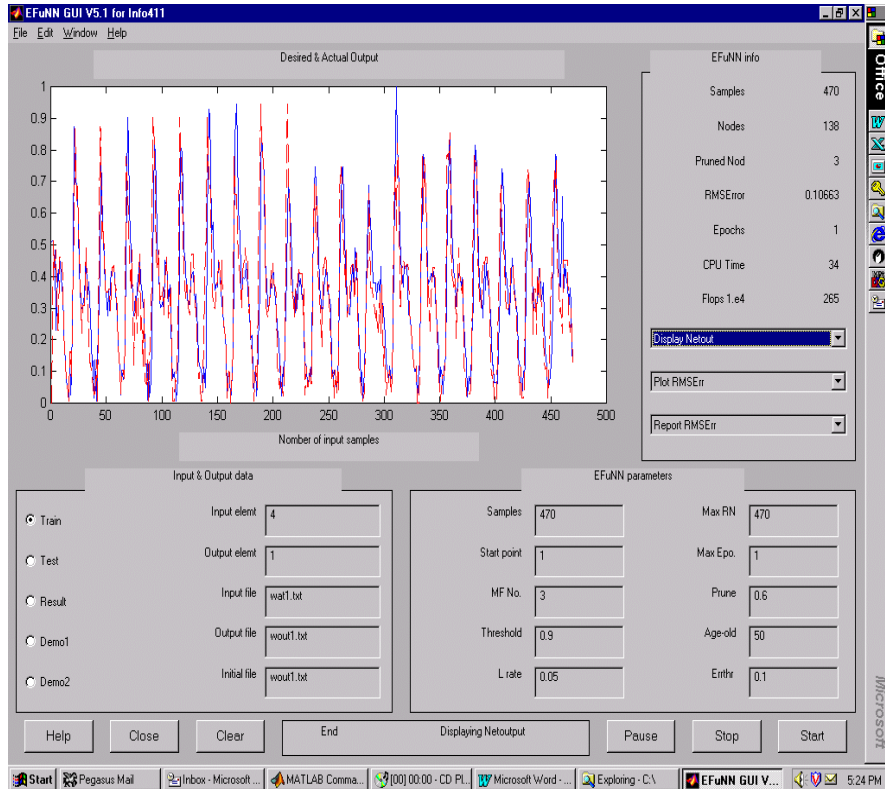 EFuNN GUI V5.1 for Info411
File Edit Window Help
Desired & Actual Output
1
0.9
0.8
0.7
0.6
0.5
0.4
0.3
0.2
0.1
0
0 50 100 150 200 250 300 350 400 450 500
Nomber of input samples
EFuNN info
Samples 470
Nodes 138
Pruned Nod 3
RMSError 0.10663
Epochs 1
CPU Time 34
Flops 1.e4 265
Display Netout
Plot RMSErr
Report RMSErr
Input & Output data
Train
Test
Result
Demo1
Demo2
Input elemt 4
Output elemt 1
Input file wat1.txt
Output file wout1.txt
Initial file wout1.txt
EFuNN parameters
Samples 470
Start point 1
MF No. 3
Threshold 0.9
L rate 0.05
Max RN 470
Max Epo. 1
Prune 0.6
Age-old 50
Errthr 0.1
Help Close Clear
End Displaying Netoutput
Pause Stop Start
Office
Microsoft
Start Pegasus Mail Inbox - Microsoft ... MATLAB Comma... [00] 00:00 - CD Pl... Microsoft Word - ... Exploring - C:\ EFuNN GUI V... 5:24 PM